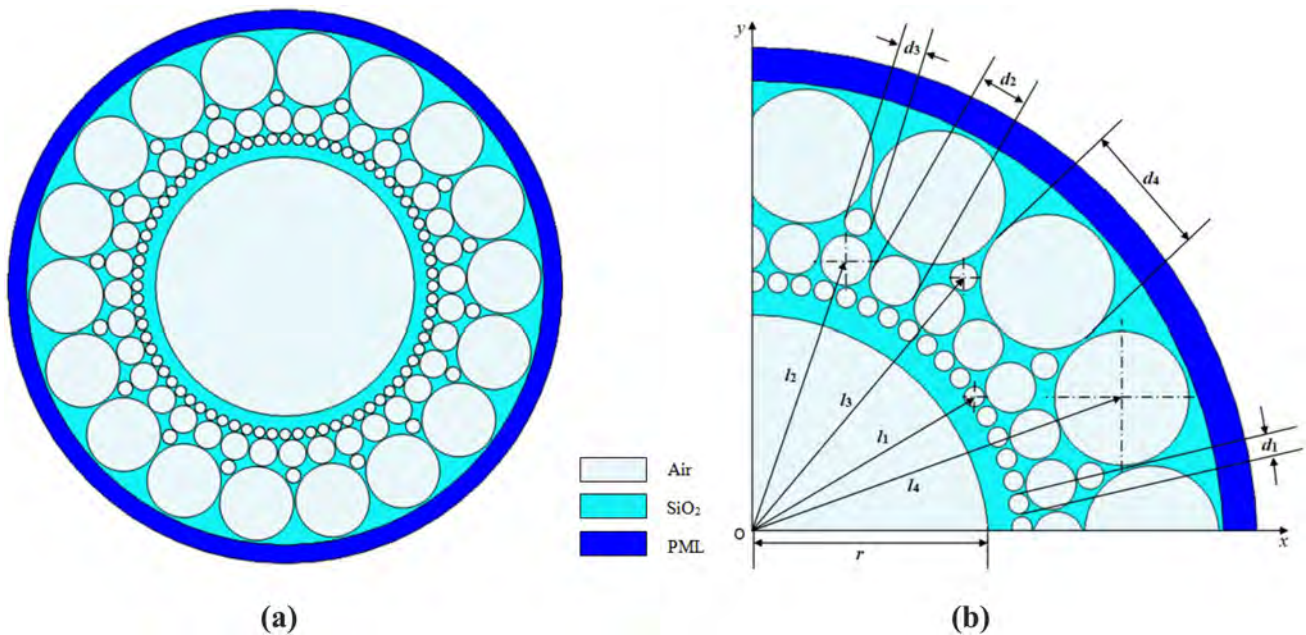 Air
SiO₂
PML
(a)
y
d₃
d₂
d₄
l₂
l₃
l₁
l₄
d₁
O
x
r
(b)